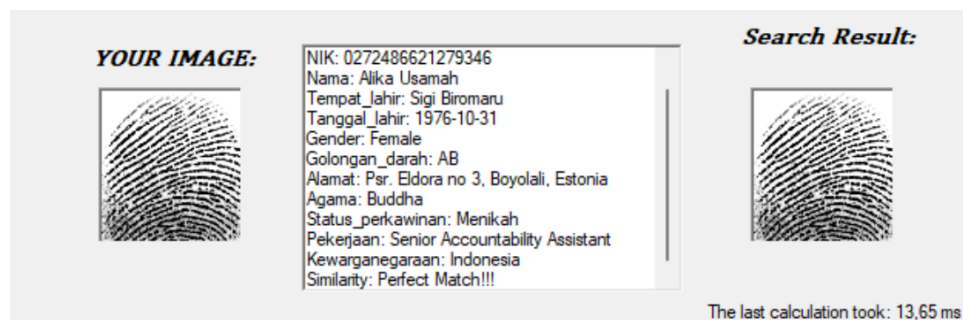 YOUR IMAGE:
NIK: 0272486621279346
Nama: Alika Usamah
Tempat_lahir: Sigi Biromaru
Tanggal_lahir: 1976-10-31
Gender: Female
Golongan_darah: AB
Alamat: Psr. Eldora no 3, Boyolali, Estonia
Agama: Buddha
Status_perkawinan: Menikah
Pekerjaan: Senior Accountability Assistant
Kewarganegaraan: Indonesia
Similarity: Perfect Match!!!
Search Result:
The last calculation took: 13,65 ms